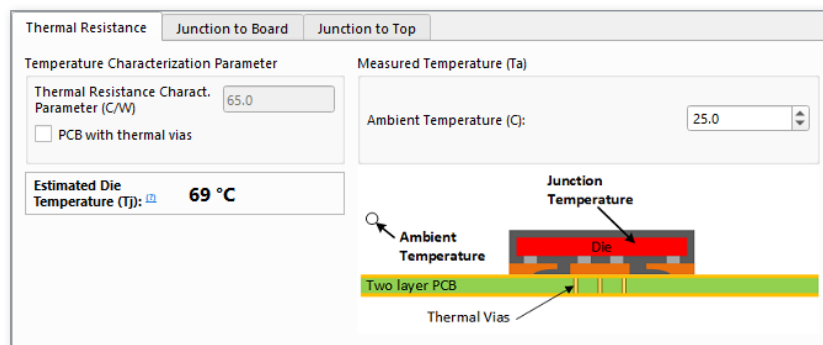 Thermal Resistance
Junction to Board
Junction to Top
Temperature Characterization Parameter
Thermal Resistance Charact.
Parameter (C/W)
65.0
PCB with thermal vias
Estimated Die
Temperature (Tj): [?]
69 °C
Measured Temperature (Ta)
Ambient Temperature (C):
25.0
Junction
Temperature
Ambient
Temperature
Die
Two layer PCB
Thermal Vias